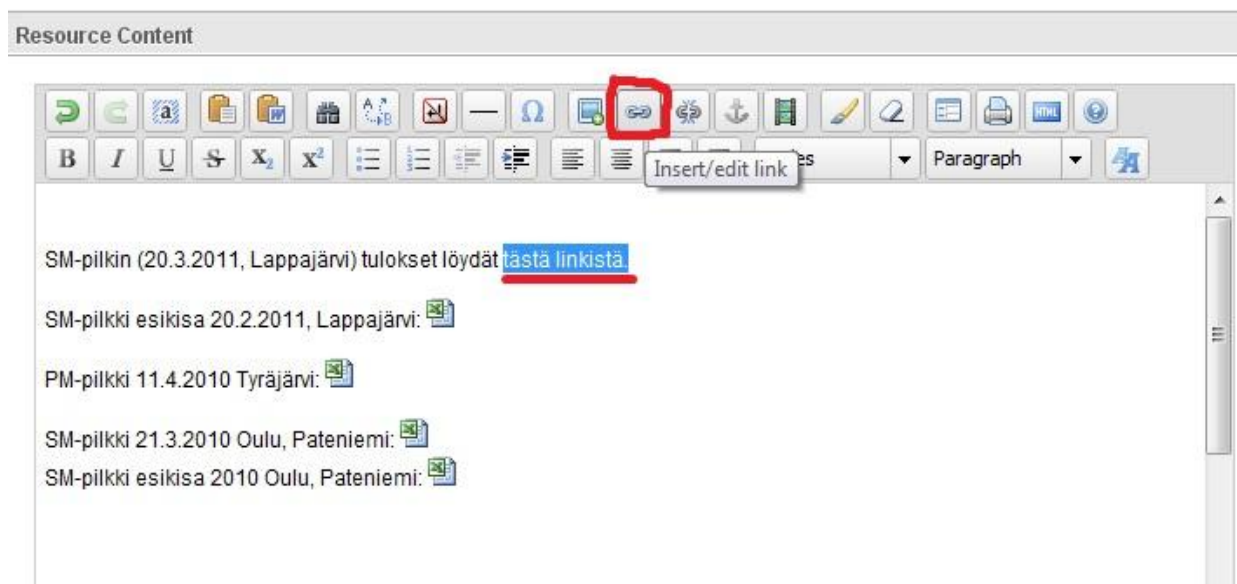 Resource Content
B I U S X₂ X² Paragraph
Insert/edit link
SM-pilkin (20.3.2011, Lappajärvi) tulokset löydät tästä linkistä.
SM-pilkki esikisa 20.2.2011, Lappajärvi:
PM-pilkki 11.4.2010 Tyräjärvi:
SM-pilkki 21.3.2010 Oulu, Pateniemi:
SM-pilkki esikisa 2010 Oulu, Pateniemi: